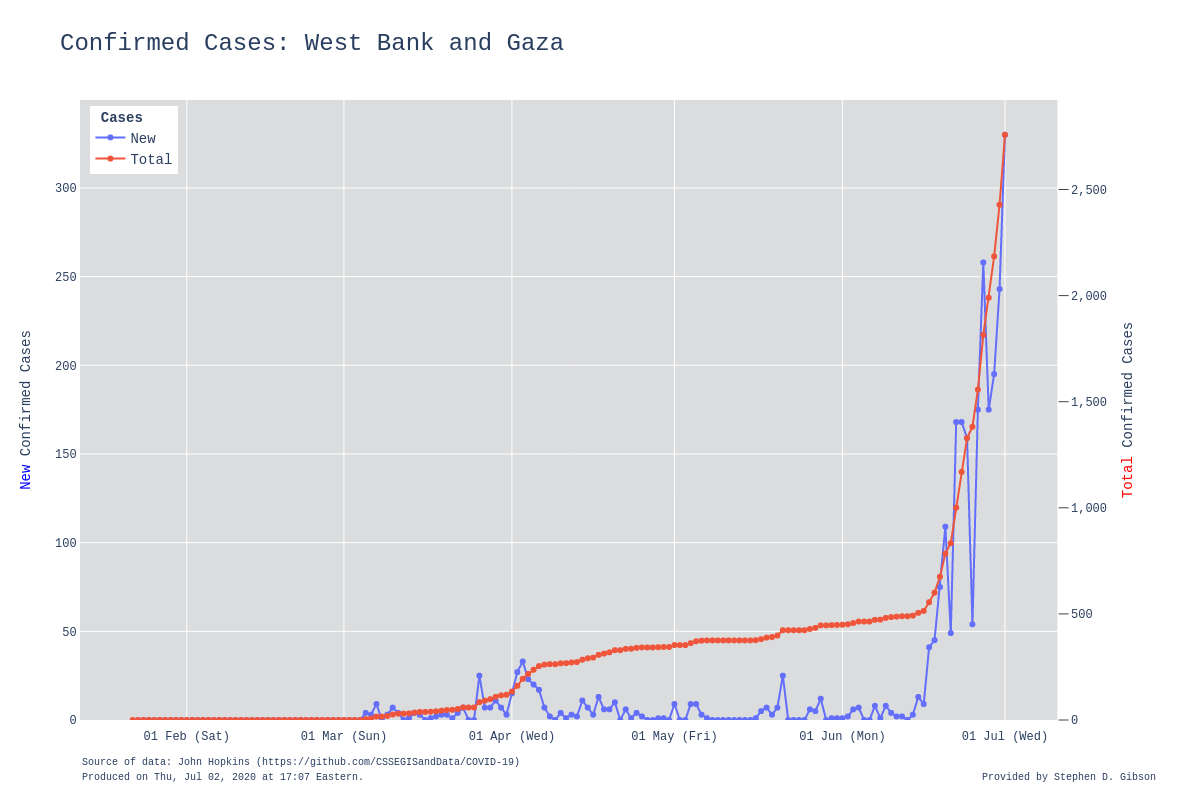 Confirmed Cases: West Bank and Gaza
Cases
New
Total
300
250
200
150
100
50
0
2,500
2,000
1,500
1,000
500
0
New Confirmed Cases
Total Confirmed Cases
01 Feb (Sat)
01 Mar (Sun)
01 Apr (Wed)
01 May (Fri)
01 Jun (Mon)
01 Jul (Wed)
Source of data: John Hopkins (https://github.com/CSSEGISandData/COVID-19)
Produced on Thu, Jul 02, 2020 at 17:07 Eastern.
Provided by Stephen D. Gibson